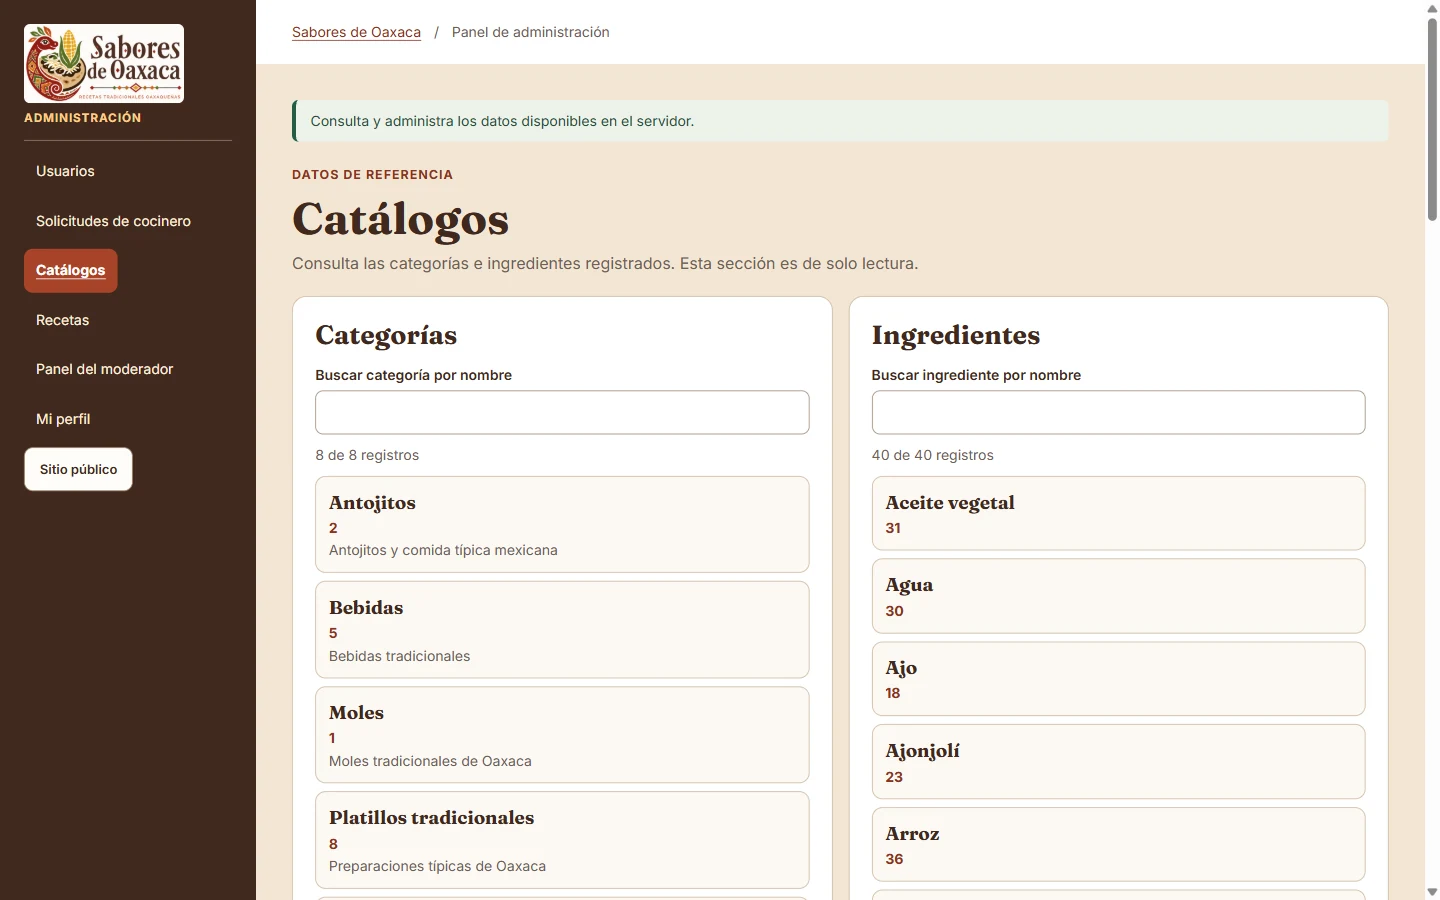 Sabores
de Oaxaca
RECETAS TRADICIONALES OAXAQUEÑAS
ADMINISTRACIÓN
Usuarios
Solicitudes de cocinero
Catálogos
Recetas
Panel del moderador
Mi perfil
Sitio público
Sabores de Oaxaca / Panel de administración
Consulta y administra los datos disponibles en el servidor.
DATOS DE REFERENCIA
Catálogos
Consulta las categorías e ingredientes registrados. Esta sección es de solo lectura.
Categorías
Buscar categoría por nombre
8 de 8 registros
Antojitos
2
Antojitos y comida típica mexicana
Bebidas
5
Bebidas tradicionales
Moles
1
Moles tradicionales de Oaxaca
Platillos tradicionales
8
Preparaciones típicas de Oaxaca
Ingredientes
Buscar ingrediente por nombre
40 de 40 registros
Aceite vegetal
31
Agua
30
Ajo
18
Ajonjolí
23
Arroz
36